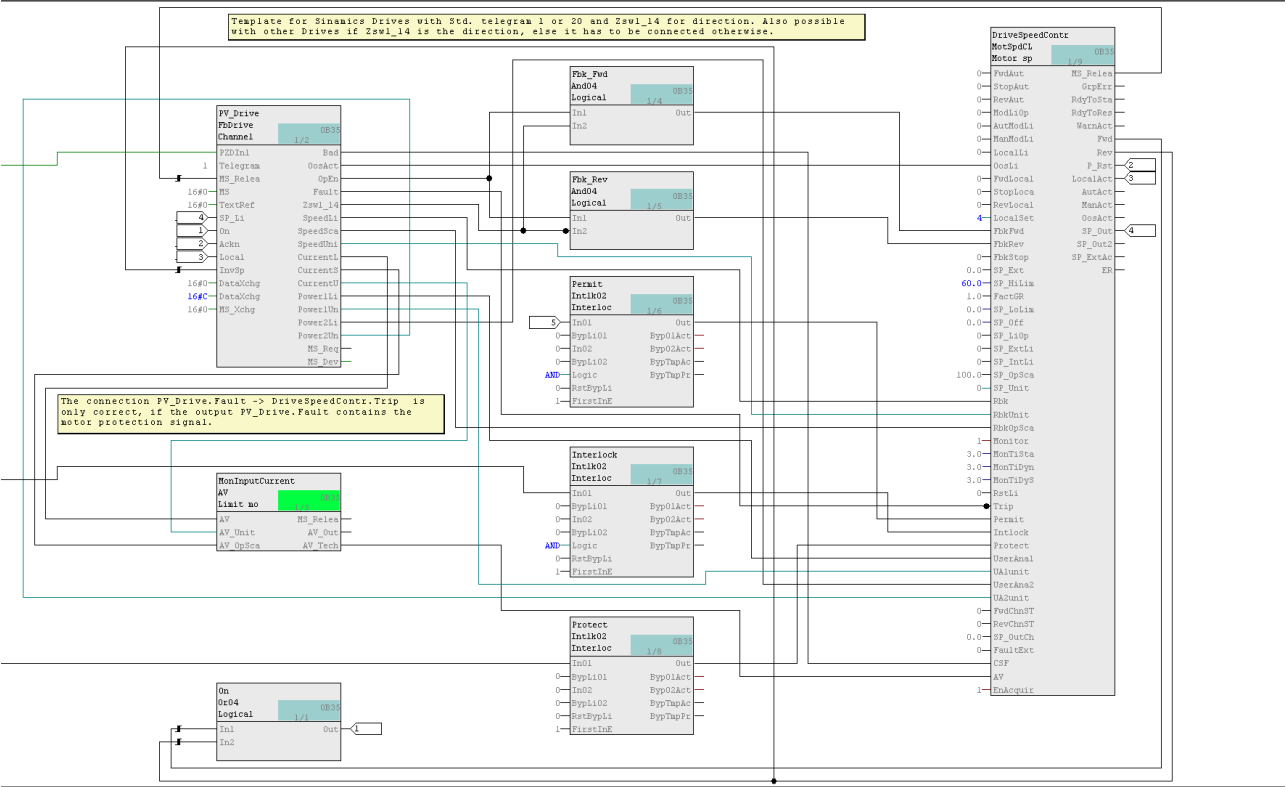 Template for Sinamics Drives with Std. telegram 1 or 20 and Zsw1_14 for direction. Also possible
with other Drives if Zsw1_14 is the direction, else it has to be connected otherwise.
PV_Drive
FbDrive
Channel
OB35
1/2
PZDIn1 Bad
1 Telegram OosAct
MS_Relea OpEn
16#0 MS Fault
16#0 TextRef Zsw1_14
4 SP_Li SpeedLi
1 On SpeedSca
2 Ackn SpeedUni
3 Local CurrentL
InvSp CurrentS
16#0 DataXchg CurrentU
16#C DataXchg Power1Li
16#0 MS_Xchg Power1Un
Power2Li
Power2Un
MS_Req
MS_Dev
The connection PV_Drive.Fault -> DriveSpeedContr.Trip is
only correct, if the output PV_Drive.Fault contains the
motor protection signal.
MonInputCurrent
AV
Limit mo
OB35
AV MS_Relea
AV_Unit AV_Out
AV_OpSca AV_Tech
On
Or04
Logical
OB35
1/1
In1 Out 1
In2
Fbk_Fwd
And04
Logical
OB35
1/4
In1 Out
In2
Fbk_Rev
And04
Logical
OB35
1/5
In1 Out
In2
Permit
Intlk02
Interloc
OB35
1/6
5 In01 Out
0 BypLi01 Byp01Act
0 In02 Byp02Act
0 BypLi02 BypTmpAc
AND Logic BypTmpPr
0 RstBypLi
1 FirstInE
Interlock
Intlk02
Interloc
OB35
1/7
In01 Out
0 BypLi01 Byp01Act
0 In02 Byp02Act
0 BypLi02 BypTmpAc
AND Logic BypTmpPr
0 RstBypLi
1 FirstInE
Protect
Intlk02
Interloc
OB35
1/8
In01 Out
0 BypLi01 Byp01Act
0 In02 Byp02Act
0 BypLi02 BypTmpAc
0 RstBypLi BypTmpPr
1 FirstInE
DriveSpeedContr
MotSpdCL
Motor sp
OB35
1/9
0 FwdAut MS_Relea
0 StopAut GrpErr
0 RevAut RdyToSta
0 ModLiOp RdyToRes
0 AutModLi WarnAct
0 ManModLi Fwd
0 LocalLi Rev
OosLi P_Rst 2
0 FwdLocal LocalAct 3
0 StopLoca AutAct
0 RevLocal ManAct
4 LocalSet OosAct
FbkFwd SP_Out 4
FbkRev SP_Out2
0 FbkStop SP_ExtAc
0.0 SP_Ext ER
60.0 SP_HiLim
1.0 FactGR
0.0 SP_LoLim
0.0 SP_Off
0 SP_LiOp
0 SP_ExtLi
0 SP_IntLi
100.0 SP_OpSca
0 SP_Unit
Rbk
RbkUnit
RbkOpSca
1 Monitor
3.0 MonTiSta
3.0 MonTiDyn
3.0 MonTiDyS
0 RstLi
Trip
Permit
Intlock
Protect
UserAna1
UA1unit
UserAna2
UA2unit
0 FwdChnST
0 RevChnST
0.0 SP_OutCh
0 FaultExt
CSF
AV
1 EnAcquir